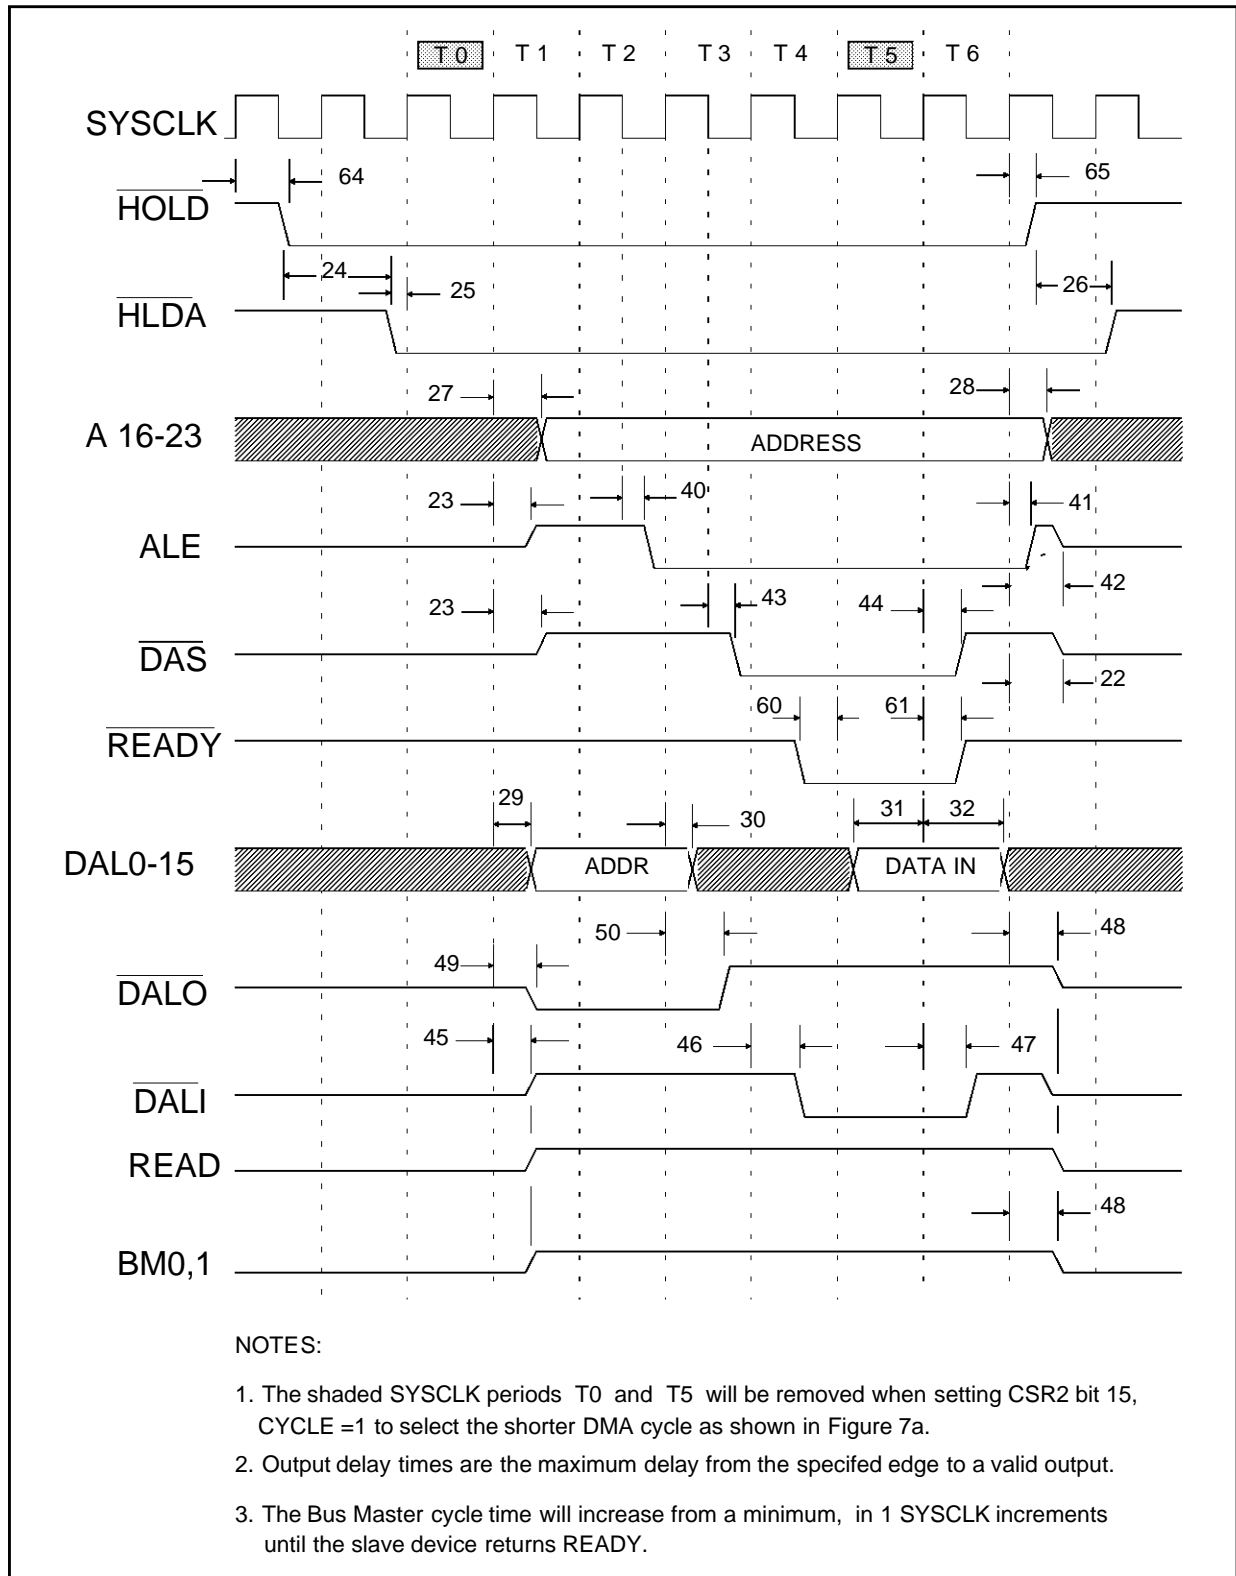 T 0 T 1 T 2 T 3 T 4 T 5 T 6
SYSCLK
64 65
HOLD
24 25 26
HLDA
27 28
A 16-23 ADDRESS
23 40 41
ALE
42
23 43 44
DAS
22
60 61
READY
29 30 31 32
DAL0-15 ADDR DATA IN
50 48
49
DALO
45 46 47
DALI
READ
48
BM0,1
NOTES:
1. The shaded SYSCLK periods T0 and T5 will be removed when setting CSR2 bit 15,
CYCLE =1 to select the shorter DMA cycle as shown in Figure 7a.
2. Output delay times are the maximum delay from the specifed edge to a valid output.
3. The Bus Master cycle time will increase from a minimum, in 1 SYSCLK increments
until the slave device returns READY.